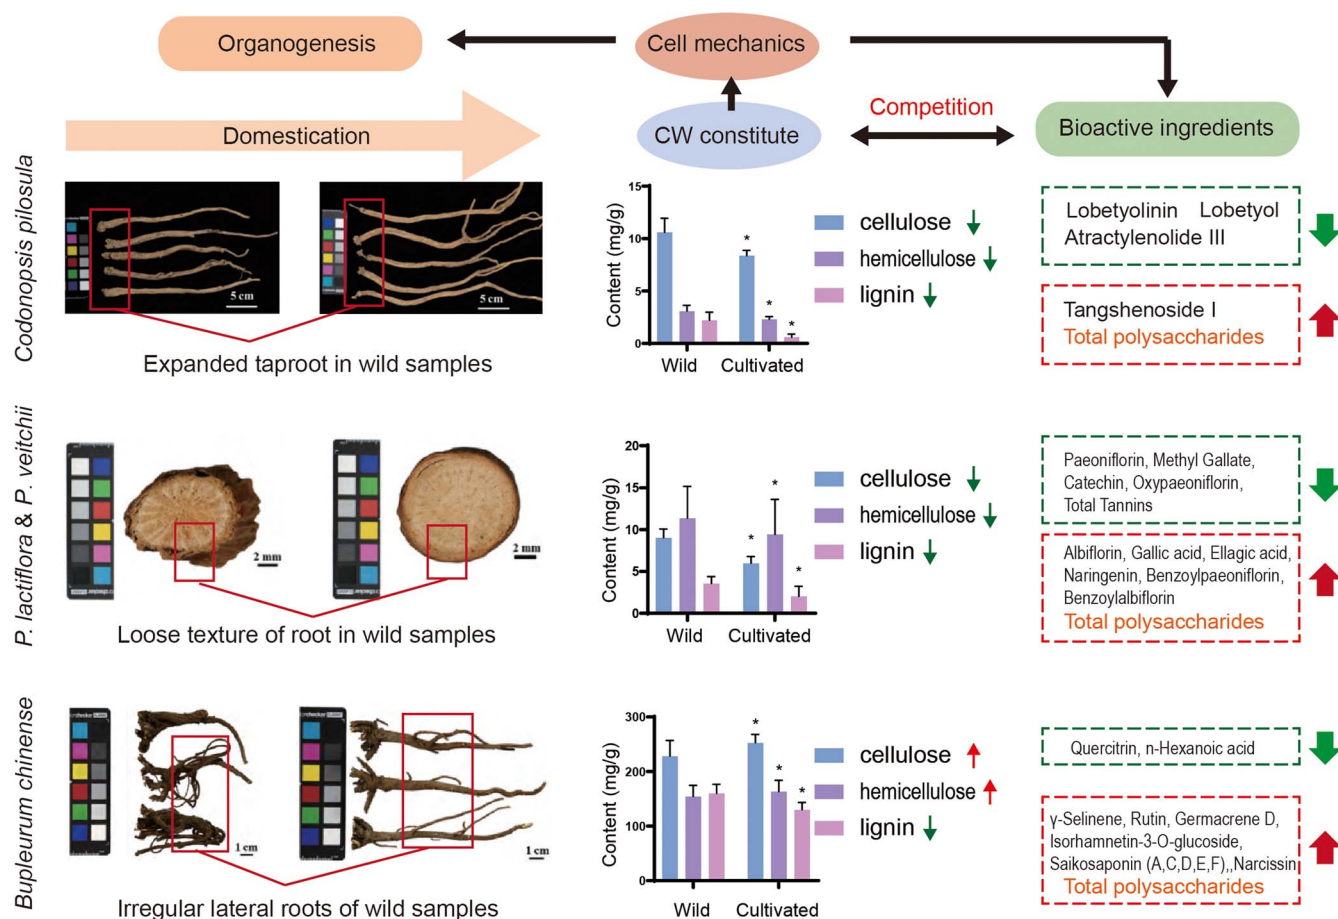 Organogenesis
Cell mechanics
Domestication
CW constitute
Competition
Bioactive ingredients
Codonopsis pilosula
5 cm
5 cm
Expanded taproot in wild samples
Content (mg/g)
15
10
5
0
*
*
*
Wild
Cultivated
cellulose
hemicellulose
lignin
Lobetyolinin Lobetyol
Atractylenolide III
Tangshenoside I
Total polysaccharides
P. lactiflora & P. veitchii
2 mm
2 mm
Loose texture of root in wild samples
Content (mg/g)
20
15
10
5
0
*
*
*
Wild
Cultivated
cellulose
hemicellulose
lignin
Paeoniflorin, Methyl Gallate,
Catechin, Oxypaeoniflorin,
Total Tannins
Albiflorin, Gallic acid, Ellagic acid,
Naringenin, Benzoylpaeoniflorin,
Benzoylalbiflorin
Total polysaccharides
Bupleurum chinense
1 cm
1 cm
Irregular lateral roots of wild samples
Content (mg/g)
300
200
100
0
*
*
*
Wild
Cultivated
cellulose
hemicellulose
lignin
Quercitrin, n-Hexanoic acid
γ-Selinene, Rutin, Germacrene D,
Isorhamnetin-3-O-glucoside,
Saikosaponin (A,C,D,E,F),,Narcissin
Total polysaccharides